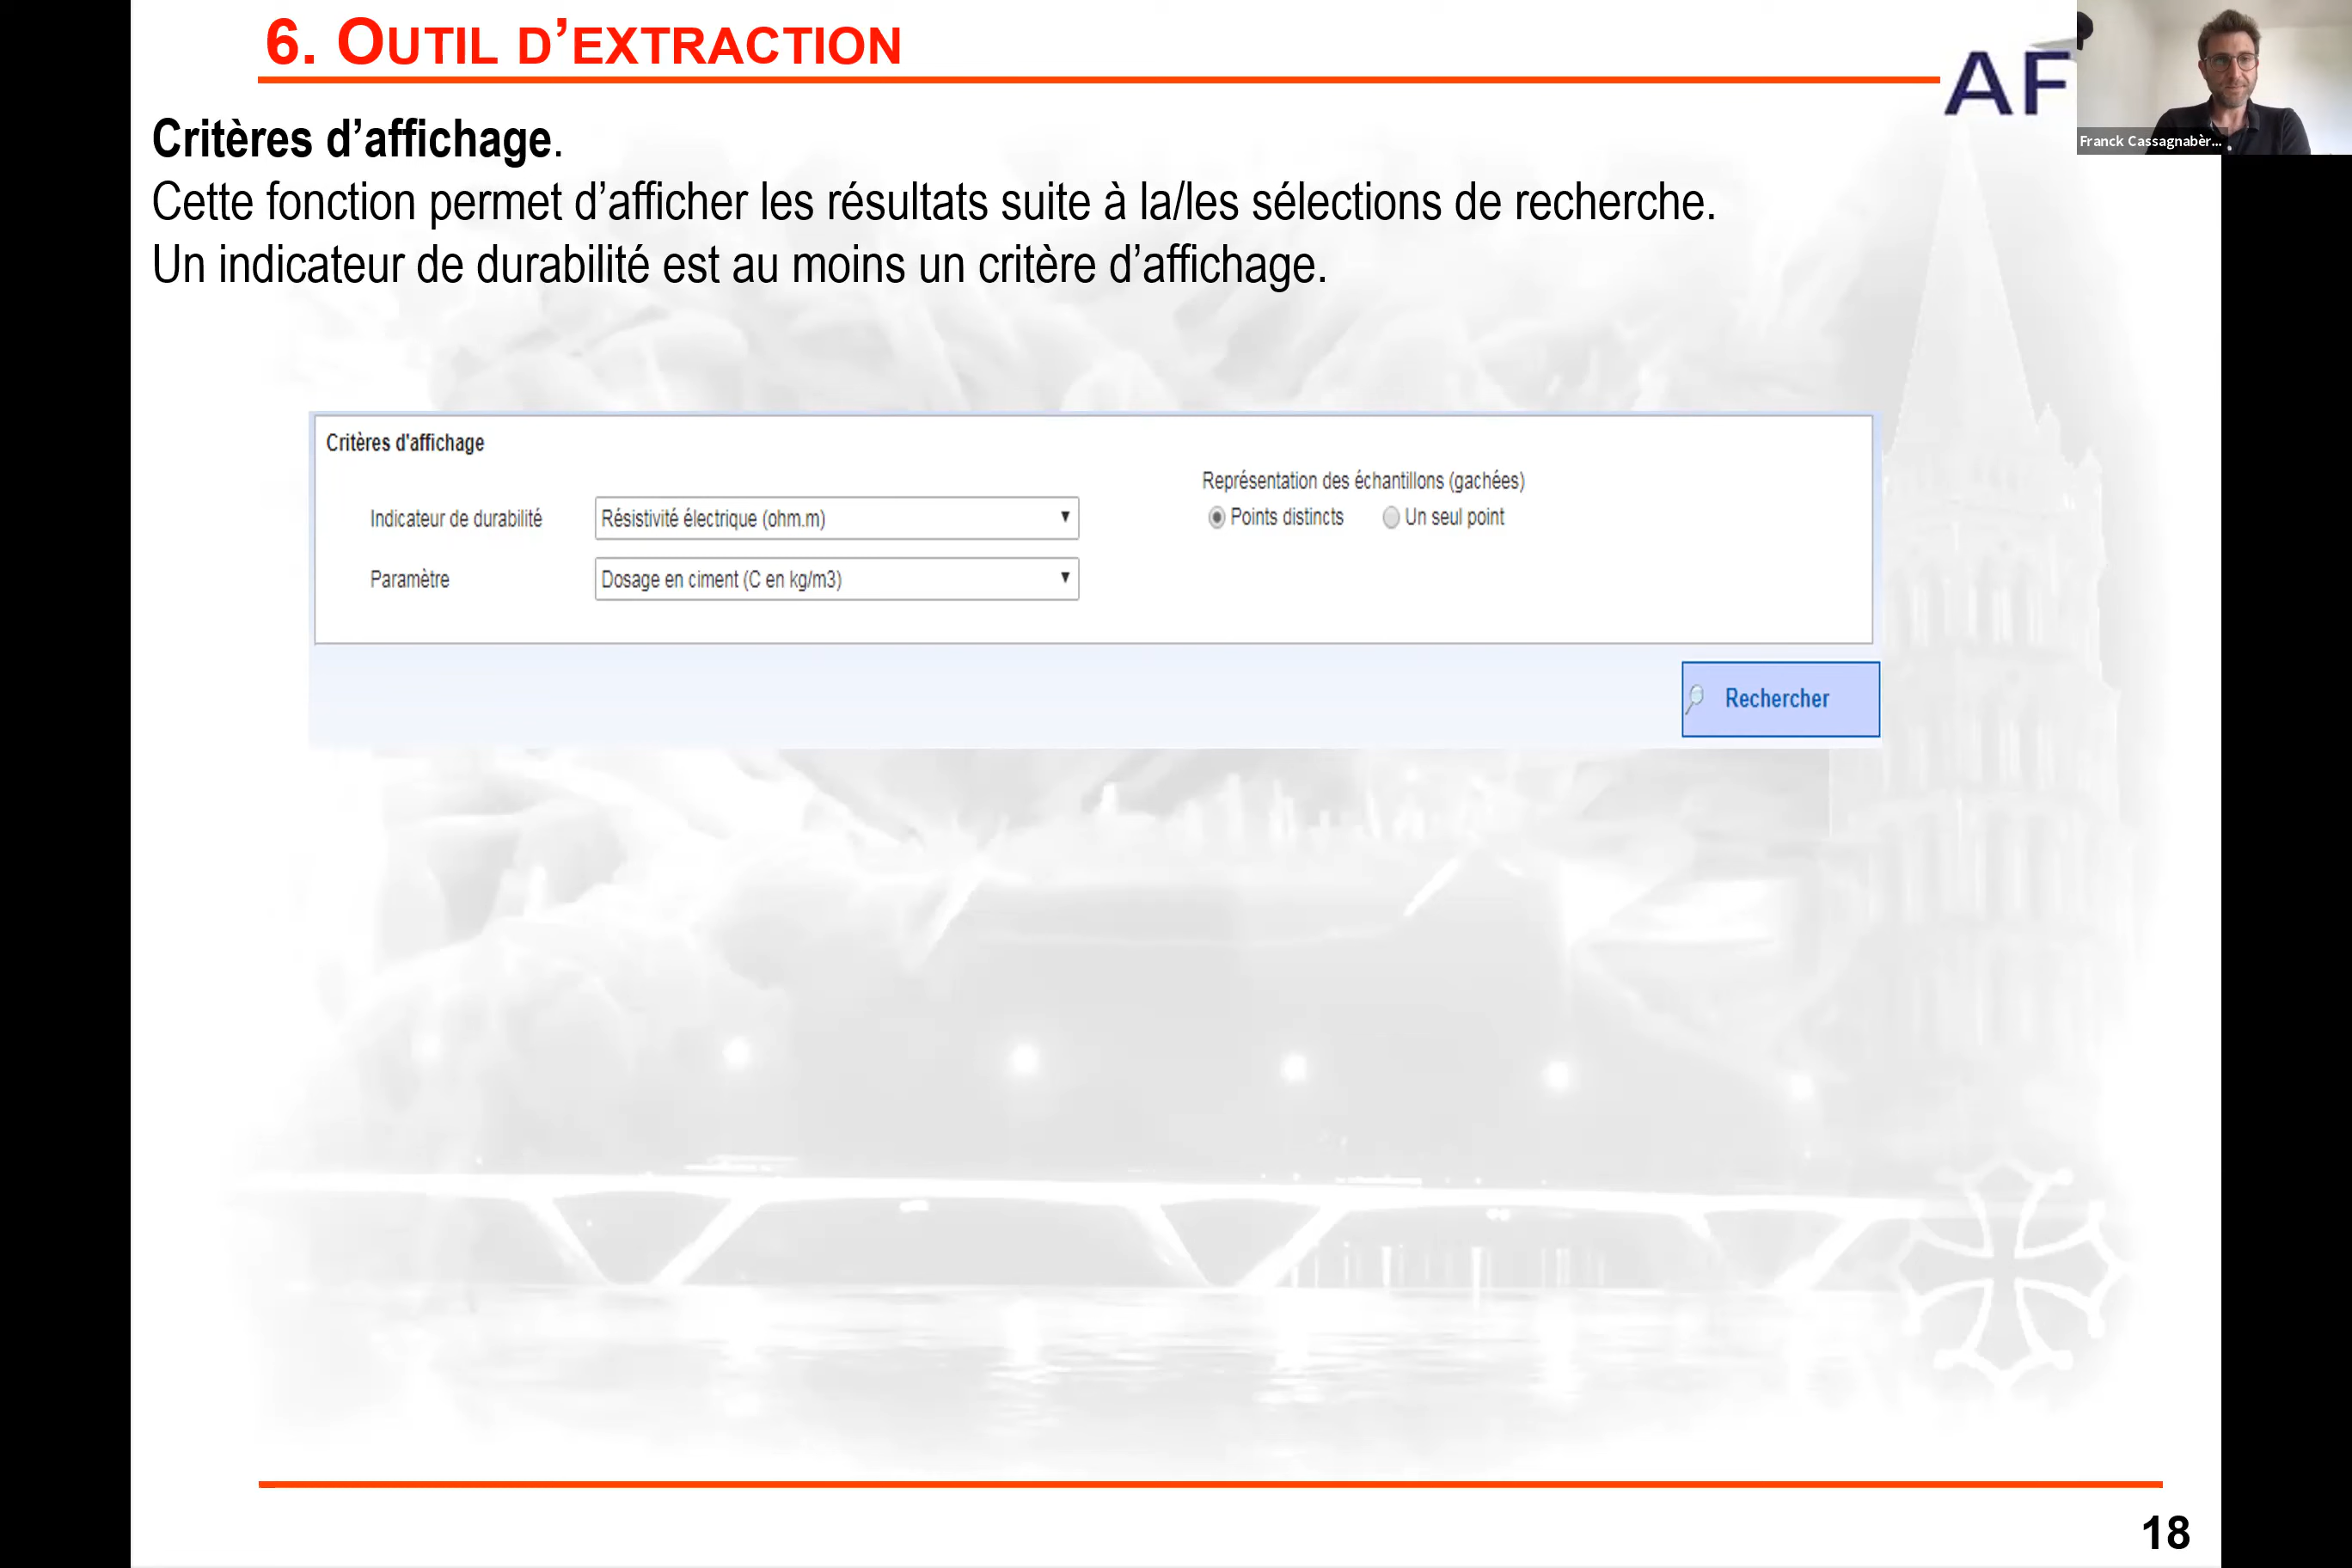 6. OUTIL D’EXTRACTION
AF
Franck Cassagnabèr...
Critères d’affichage.
Cette fonction permet d’afficher les résultats suite à la/les sélections de recherche.
Un indicateur de durabilité est au moins un critère d’affichage.
Critères d'affichage
Représentation des échantillons (gachées)
Indicateur de durabilité Résistivité électrique (ohm.m) Points distincts Un seul point
Paramètre Dosage en ciment (C en kg/m3)
Rechercher
18